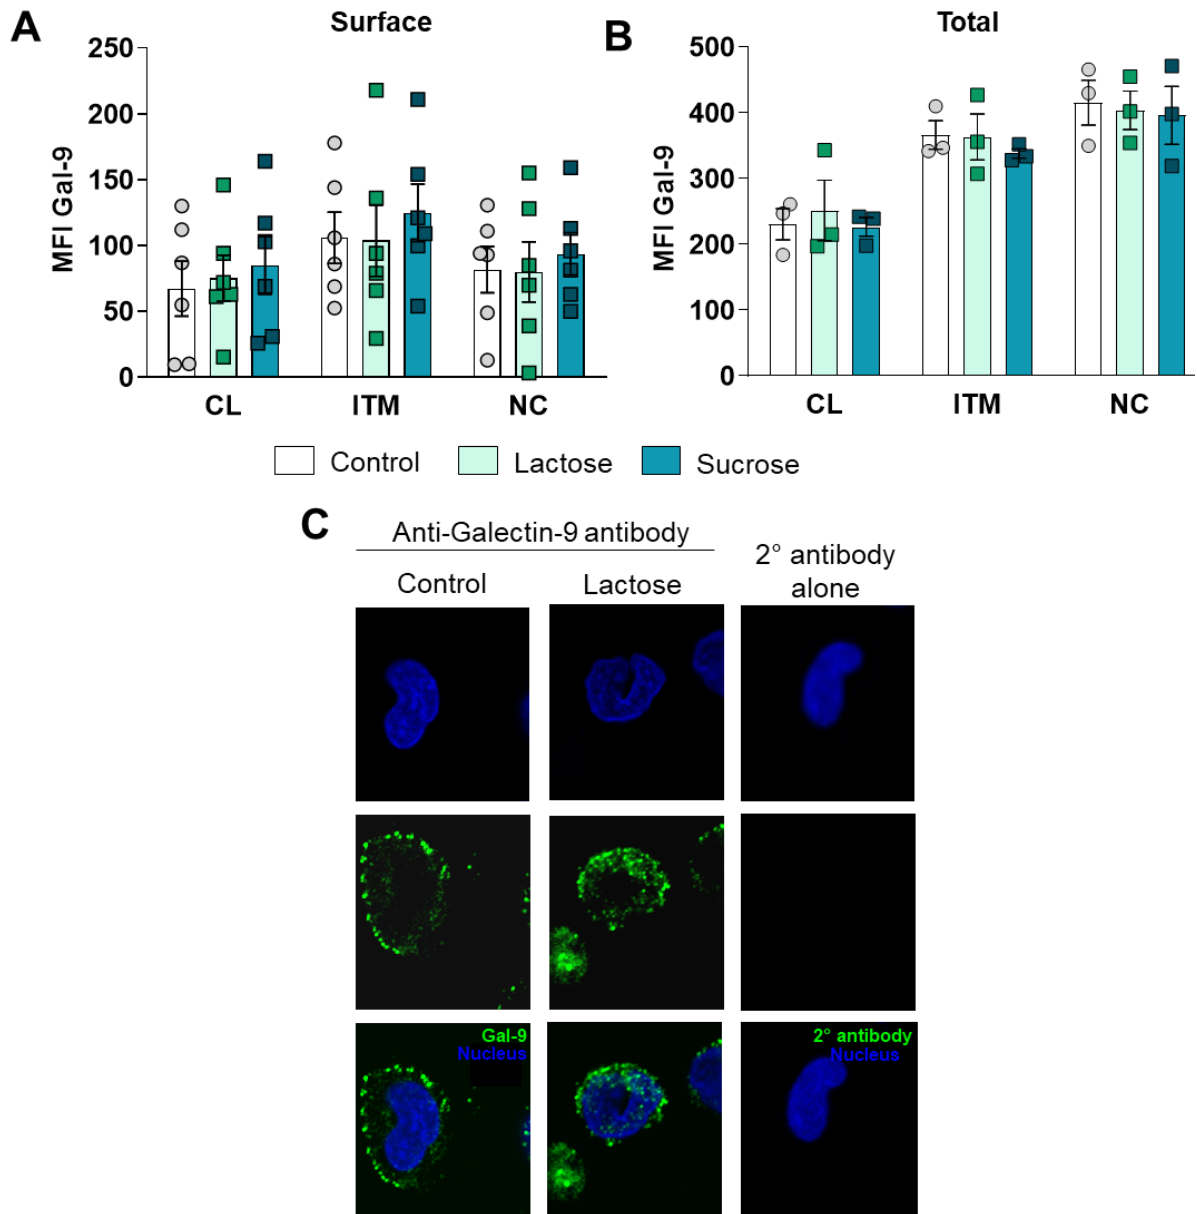 A
Surface
MFI Gal-9
250
200
150
100
50
0
CL
ITM
NC
B
Total
MFI Gal-9
500
400
300
200
100
0
CL
ITM
NC
Control
Lactose
Sucrose
C
Anti-Galectin-9 antibody
Control
Lactose
2° antibody
alone
Gal-9
Nucleus
2° antibody
Nucleus